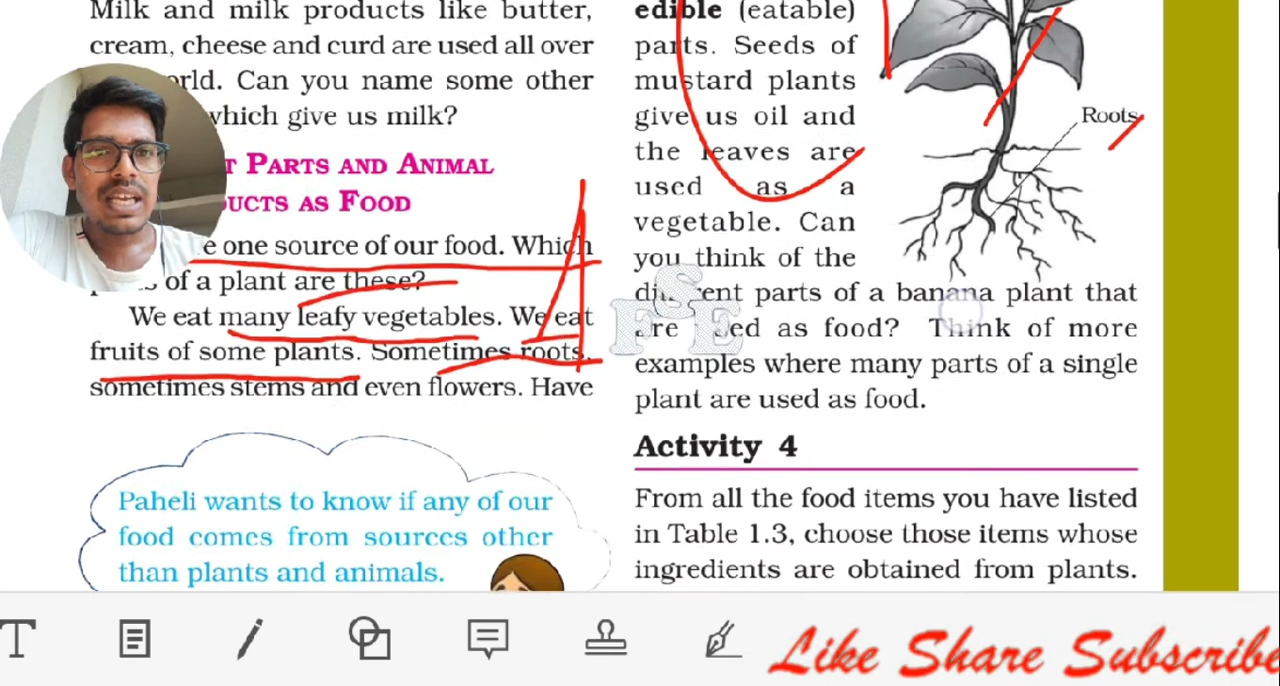 Milk and milk products like butter,
cream, cheese and curd are used all over
orld. Can you name some other
which give us milk?
PARTS AND ANIMAL
UCTS AS FOOD
e one source of our food. Which
of a plant are these?
We eat many leafy vegetables. We eat
fruits of some plants. Sometimes roots,
sometimes stems and even flowers. Have
Paheli wants to know if any of our
food comes from sources other
than plants and animals.
edible (eatable)
parts. Seeds of
mustard plants
give us oil and
the leaves are
used as a
vegetable. Can
you think of the
different parts of a banana plant that
are used as food? Think of more
examples where many parts of a single
plant are used as food.
Roots
FSE
Activity 4
From all the food items you have listed
in Table 1.3, choose those items whose
ingredients are obtained from plants.
T
Like Share Subscribe